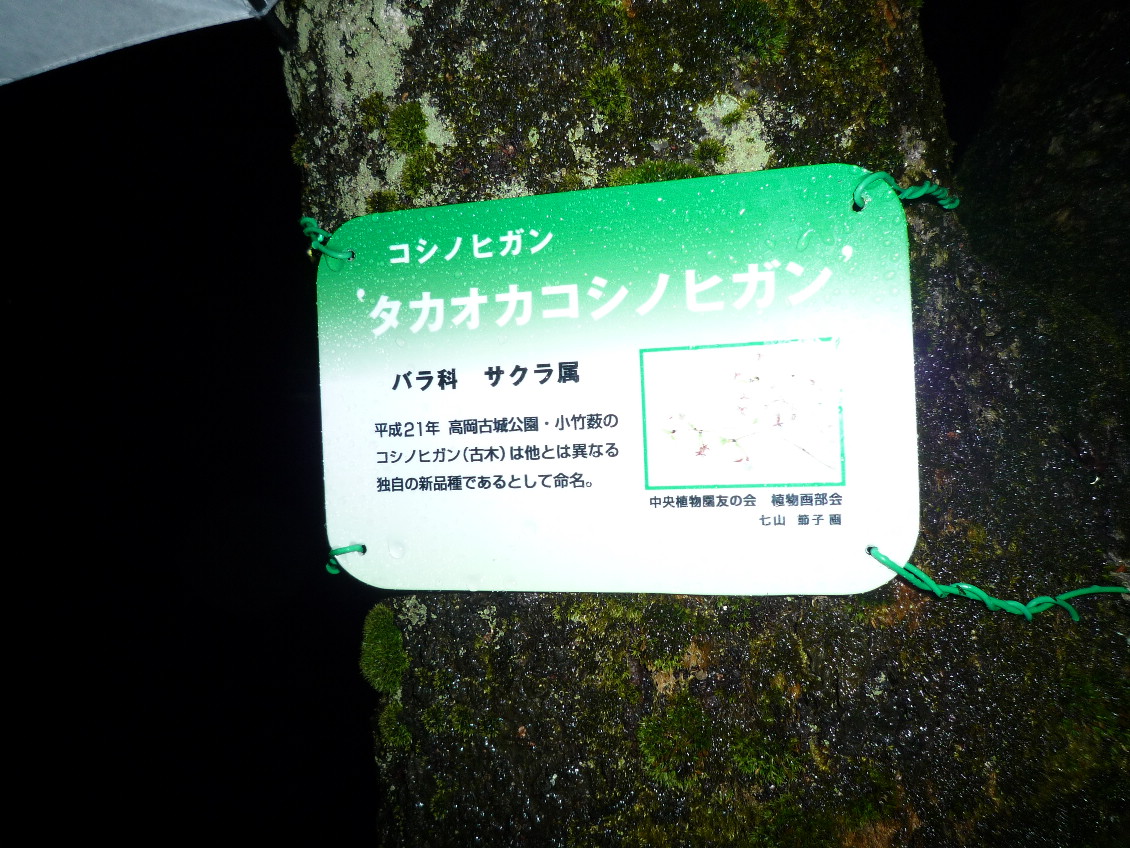 コシノヒガン
'タカオカコシノヒガン'
バラ科　サクラ属
平成21年 高岡古城公園・小竹薮の
コシノヒガン（古木）は他とは異なる
独自の新品種であるとして命名。
中央植物園友の会　植物画部会
七山　節子 画